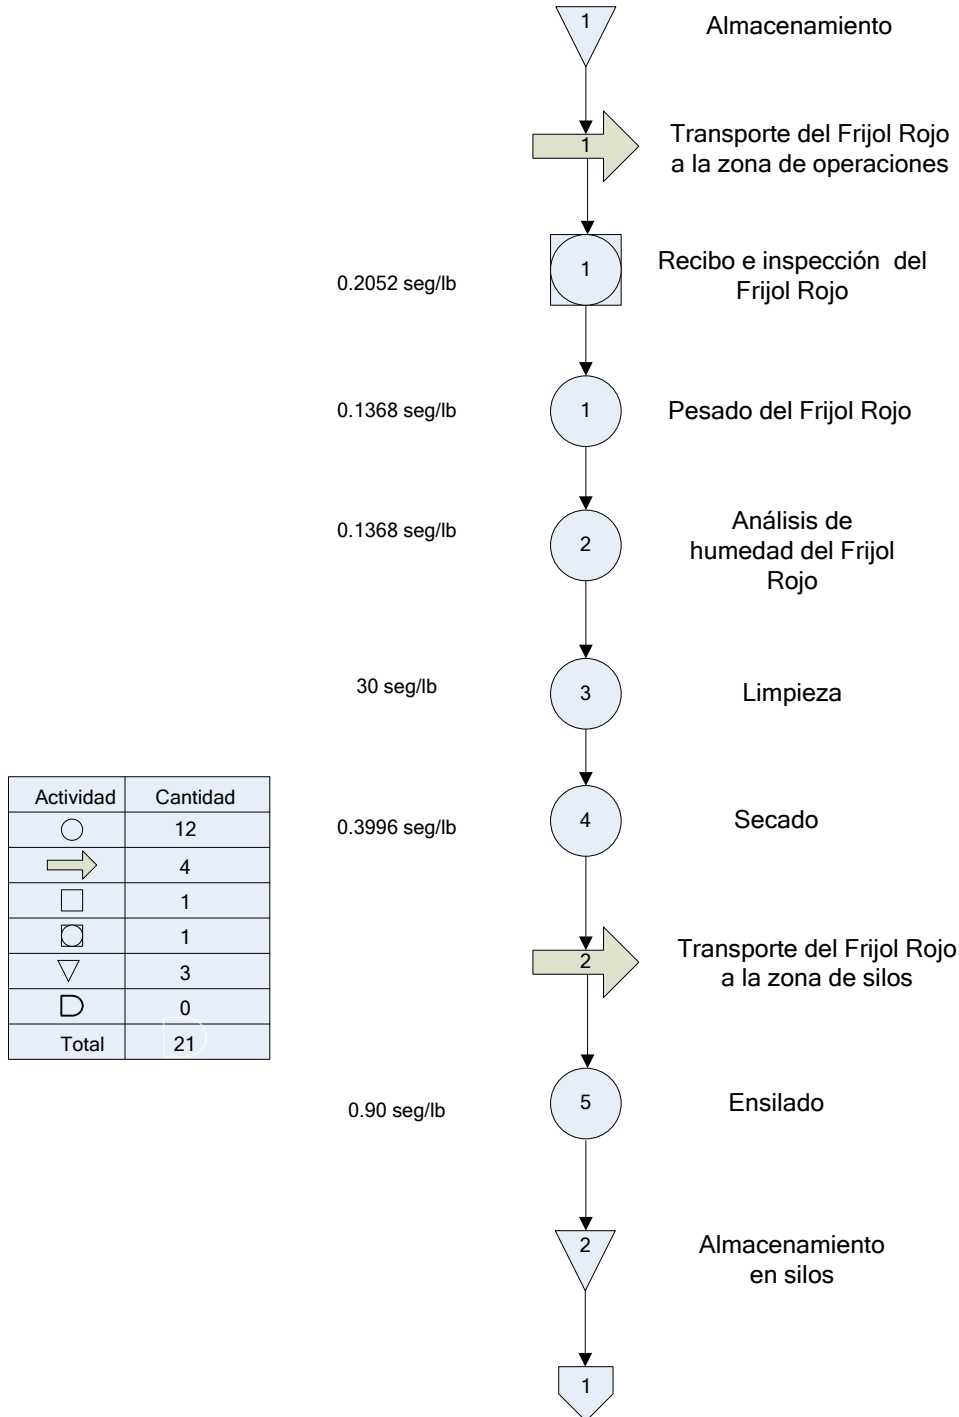 1
Almacenamiento
1
Transporte del Frijol Rojo
a la zona de operaciones
0.2052 seg/lb
1
Recibo e inspección del
Frijol Rojo
0.1368 seg/lb
1
Pesado del Frijol Rojo
0.1368 seg/lb
2
Análisis de
humedad del Frijol
Rojo
30 seg/lb
3
Limpieza
Actividad Cantidad
12
4
1
1
3
0
Total 21
0.3996 seg/lb
4
Secado
2
Transporte del Frijol Rojo
a la zona de silos
0.90 seg/lb
5
Ensilado
2
Almacenamiento
en silos
1